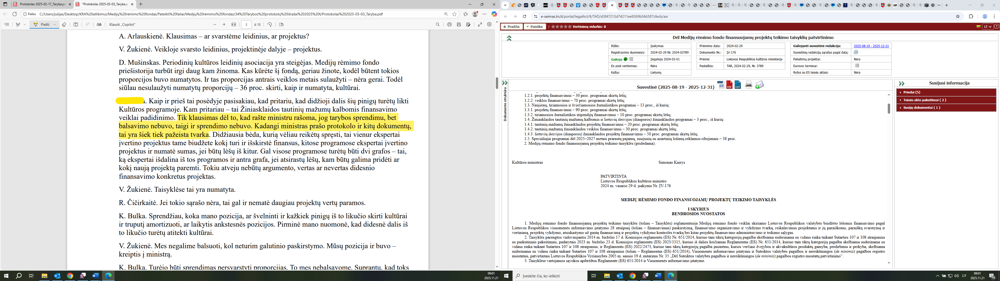 Protokolas 2025-02-17_Taryba.pd
*Protokolas 2025-03-03_Taryba.p
Failas C:/Users/julijas/Desktop/KRA%20atlikimui/Medijų%20rėmimo%20fondas/Pateikti%20failai/Medijų%20rėmimo%20fondas/34%20Tarybos%20protokolų%20išrašai%202025%20t/Protokolas%202025-03-03_Taryba.pdf
Piešti
Klausti „Copilot“
3 iš 10
A. Arlauskienė. Klausimas – ar svarstėme leidinius, ar projektus?
V. Žukienė. Veikloje svarsto leidinius, projektinėje dalyje – projektus.
D. Mušinskas. Periodinių kultūros leidinių asociacija yra steigėjas. Medijų rėmimo fondo
priešistorija turbūt irgi daug kam žinoma. Kas kūrėte šį fondą, geriau žinote, kodėl būtent tokios
proporcijos buvo numatytos. Ir tas proporcijas antrais veiklos metais sulaužyti – nėra gerai. Todėl
siūlau nesulaužyti numatytų proporcijų – 36 proc. skirti, kaip ir numatyta, kultūrai.
. Kaip ir prieš tai posėdyje pasisakiau, kad pritariu, kad didžioji dalis šių pinigų turėtų likti
Kultūros programoje. Kam pritariau – tai Žiniasklaidos tautinių mažumų kalbomis finansavimo
veiklai padidinimo. Tik klausimas dėl to, kad rašte ministru rašoma, jog tarybos sprendimu, bet
balsavimo nebuvo, taigi ir sprendimo nebuvo. Kadangi ministras prašo protokolo ir kitų dokumentų,
tai yra šiek tiek pažeista tvarka. Didžiausia bėda, kurią vėliau reikėtų spręsti, tai vienur ekspertai
įvertino projektus tame biudžete kokį turi ir išskirstė finansus, kitose programose ekspertai įvertino
projektus ir numatė sumas, jei būtų lėšų iš kitur. Gal visose programose turėtų būti dvi grafos – tai,
ką ekspertai išdalina iš tos programos ir antra grafa, jei atsirastų lėšų, kam būtų galima pridėti ar
kokį naują projektą paremti. Tokiu atveju nebūtų argumento, vertas ar nevertas didesnio
finansavimo konkretus projektas.
V. Žukienė. Taisyklėse tai yra numatyta.
R. Čičirkaitė. Jei tokio sąrašo nėra, tai gal ir nematė daugiau projektų vertų paramos.
K. Bulka. Sprendžiau, koka mano pozicija, ar švelninti ir kažkiek pinigų iš to likučio skirti kultūrai
ir truputį amortizuoti, ar laikytis ankstesnės pozicijos. Pirminė mano nuomonė, kad didesnė dalis iš
to likučio turėtų atitekti kultūrai.
V. Žukienė. Mes negalime balsuoti, kol neturim galutinio paskirstymo. Mūsų pozicija ir buvo –
kreiptis į ministrą.
K. Bulka. Turėjo būti sprendimas persvarstyti proporcijas. To mes nebalsavome. Suprantu, kad toks
09:01
2025.11.21
e-seimas.lrs.lt/portal/legalAct/lt/TAD/d3f47213d74211ee9269b566387cfecb/asr
Pradžia
Paieška
Vertinimų vidurkis: 0
LT
Dėl Medijų rėmimo fondo finansuojamų projektų teikimo taisyklių patvirtinimo
Rūšis: Įsakymas
Priėmimo data: 2024-02-29
Galiojanti suvestinė redakcija: 2025-08-19 - 2025-12-31
Registravimo duomenys: 2024-02-29 Nr. 2024-03789
Dokumento Nr.: ĮV-176
Suvestinių redakcijų sąrašas pagal datą:
Galioja Įsigalioja 2024-03-01
Priėmė: Lietuvos Respublikos kultūros ministerija
Pakeitimų projektai: Nėra
Ex post vertinimas: Nėra
Paskelbta: TAR, 2024-02-29, Nr. 3789
Eurovoc terminai:
Kalba: Lietuvių
Ryšys su ES teisės aktais: Nėra
Dokumento struktūra
Suvestinė (2025-08-19 - 2025-12-31)
1.2.1. projektų finansavimui – 30 proc. programai skirtų lėšų;
1.2.2. veiklos finansavimui – 70 proc. programai skirtų lėšų;
1.3. Naujienų, tiriamosios ir šviečiamosios žurnalistikos programai – 13 proc., iš kurių:
1.3.1. projektų finansavimui – 90 proc. programai skirtų lėšų;
1.3.2. tiriamosios žurnalistikos stipendijų finansavimui – 10 proc. programai skirtų lėšų;
1.4. Žiniasklaidos tautinių mažumų kalbomis ir lietuvių išeivijos (diasporos) žiniasklaidos programai – 3 proc., iš kurių:
1.4.1. tautinių mažumų žiniasklaidos projektų finansavimui – 20 proc. programai skirtų lėšų;
1.4.2. tautinių mažumų žiniasklaidos veiklos finansavimui – 30 proc. programai skirtų lėšų;
1.4.3. lietuvių išeivijos (diasporos) žiniasklaidos projektų finansavimui – 50 proc. programai skirtų lėšų;
1.5. Specialiajai programai dėl 2025–2027 metais prarastų pajamų, susijusių su azartinių lošimų reklamos ribojimais – 38 proc.
2. Medijų rėmimo fondo finansuojamų projektų teikimo taisyklės (pridedama).
Kultūros ministras Simonas Kairys
PATVIRTINTA
Lietuvos Respublikos kultūros ministro
2024 m. vasario 29 d. įsakymu Nr. ĮV-176
MEDIJŲ RĖMIMO FONDO FINANSUOJAMŲ PROJEKTŲ TEIKIMO TAISYKLĖS
I SKYRIUS
BENDROSIOS NUOSTATOS
1. Medijų rėmimo fondo finansuojamų projektų teikimo taisyklės (toliau – Taisyklės) reglamentuoja Medijų rėmimo fondo veiklai skiriamo Lietuvos Respublikos valstybės biudžeto lėšomis finansavimo pagal
Lietuvos Respublikos visuomenės informavimo įstatymo 28 straipsnį (toliau – finansavimas) paskirstymą, finansavimo organizavimo ir vykdymo tvarką, reikalavimus projektams ir jų paraiškoms, paraiškų svarstymą ir
vertinimą, projektų vykdymo, atsiskaitymo už gautą finansavimą ir projektų vykdymo kontrolės tvarką bei kitas projektų finansavimo administravimo ir teikimo sąlygas.
2. Taisyklės parengtos vadovaujantis 2014 m. birželio 17 d. Komisijos reglamentu (ES) Nr. 651/2014, kuriuo tam tikrų kategorijų pagalba skelbiama suderinama su vidaus rinka taikant Sutarties 107 ir 108 straipsnius
su paskutiniais pakeitimais, padarytais 2023 m. birželio 23 d. Komisijos reglamentu (ES) 2023/1315, kuriuo iš dalies keičiamas Reglamentas (ES) Nr. 651/2014, kuriuo tam tikrų kategorijų pagalba skelbiama suderinama su
vidaus rinka taikant Sutarties 107 ir 108 straipsnius, ir Reglamentu (ES) 2022/2473, kuriuo tam tikrų kategorijų pagalba įmonėms, kurios verčiasi žvejybos ir akvakultūros produktų gamyba, perdirbimu ir prekyba, skelbiama
suderinama su vidaus rinka taikant Sutarties 107 ir 108 straipsnius (toliau – Reglamentas (ES) 651/2014), Visuomenės informavimo įstatymu ir Suteiktos valstybės pagalbos ir nereikšmingos (de minimis) pagalbos registro
nuostatais, patvirtintais Lietuvos Respublikos Vyriausybės 2005 m. sausio 19 d. nutarimu Nr. 35 „Dėl Suteiktos valstybės pagalbos ir nereikšmingos (de minimis) pagalbos registro nuostatų patvirtinimo“.
3. Taisyklėse vartojamos sąvokos apibrėžtos Reglamente (ES) 651/2014 ir Visuomenės informavimo įstatyme.
Susijusi informacija
Priedai (5)
Teisės akto pakeitimai ( 2 )
Susiję dokumentai ( 1 )
Įveskite čia, ko ieškoti
LIT
09:01
2025.11.21